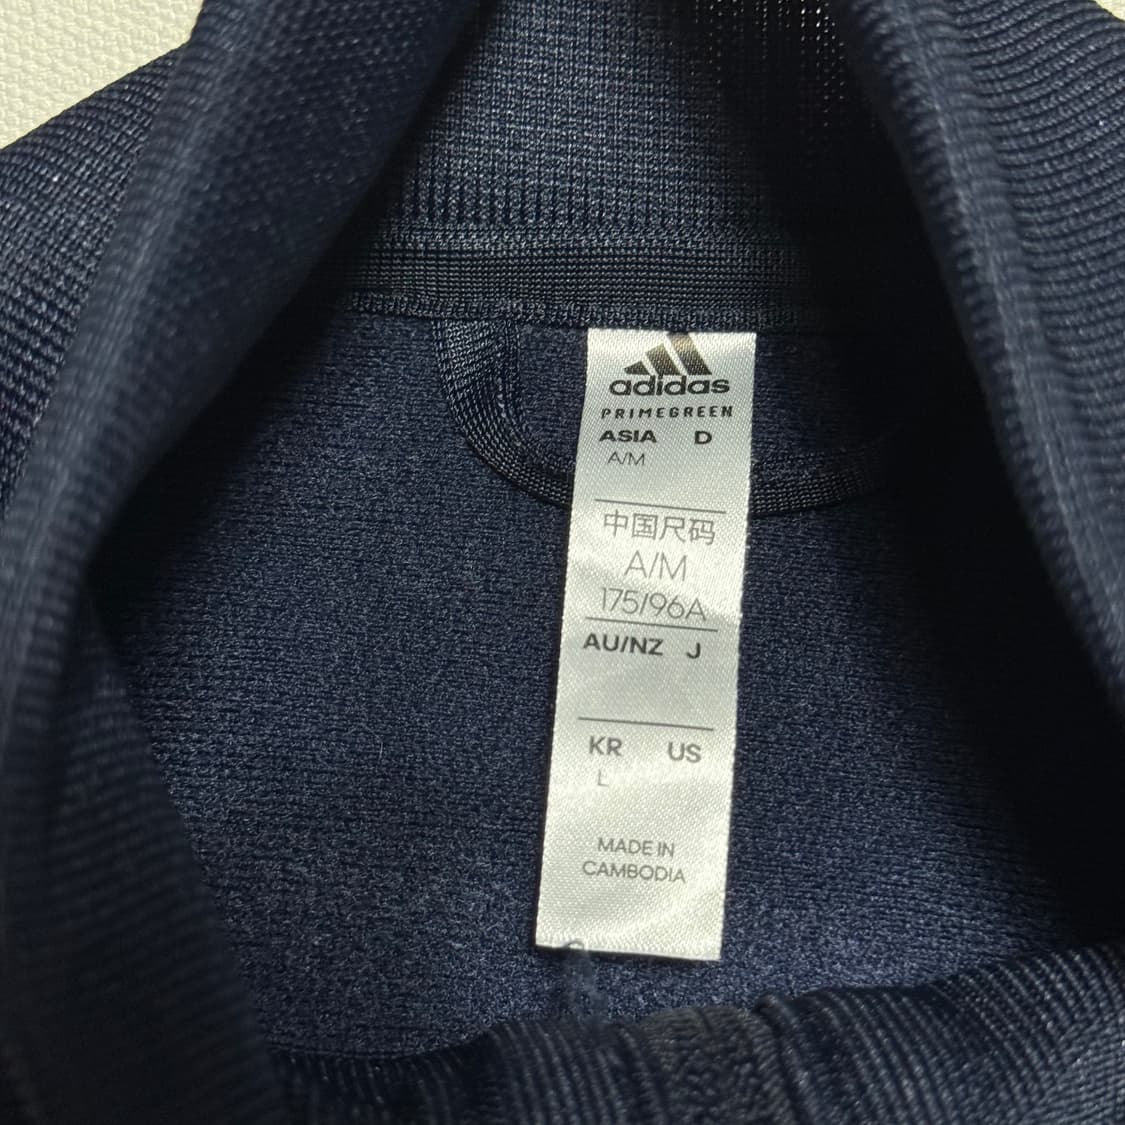 adidas
PRIMEGREEN
ASIA D
A/M
中国尺码
A/M
175/96A
AU/NZ J
KR US
L
MADE IN
CAMBODIA